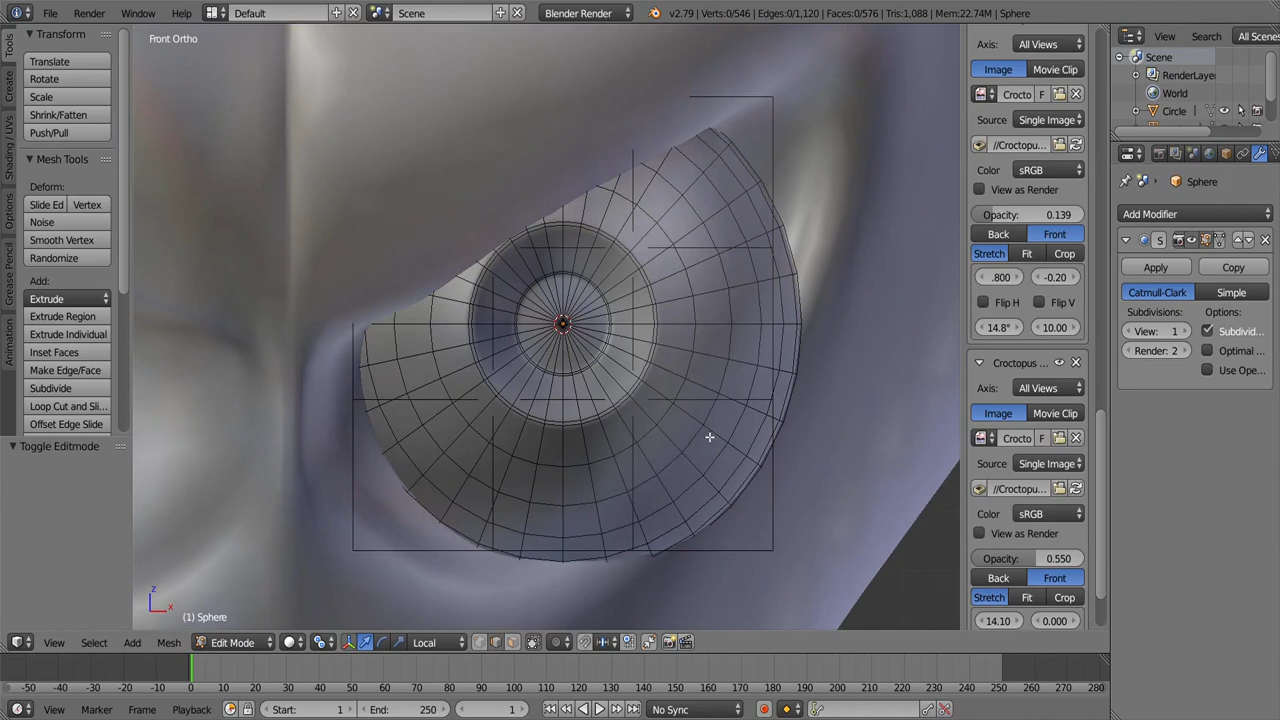 File Render Window Help Default Scene Blender Render v2.79 | Verts:0/546 | Edges:0/1,120 | Faces:0/576 | Tris:1,088 | Mem:22.74M | Sphere
Tools
Create
Shading / UVs
Options
Grease Pencil
Animation
Transform
Translate
Rotate
Scale
Shrink/Fatten
Push/Pull
Mesh Tools
Deform:
Slide Ed Vertex
Noise
Smooth Vertex
Randomize
Add:
Extrude
Extrude Region
Extrude Individual
Inset Faces
Make Edge/Face
Subdivide
Loop Cut and Sli...
Offset Edge Slide
Toggle Editmode
Front Ortho
z
x
(1) Sphere
Axis: All Views
Image Movie Clip
Crocto F
Source Single Image
//Croctopu...
Color sRGB
View as Render
Opacity: 0.139
Back Front
Stretch Fit Crop
.800 -0.20
Flip H Flip V
14.8° 10.00
Croctopus ...
Axis: All Views
Image Movie Clip
Crocto F
Source Single Image
//Croctopu...
Color sRGB
View as Render
Opacity: 0.550
Back Front
Stretch Fit Crop
14.10 0.000
View Search All Scenes
Scene
RenderLaye
World
Circle
Sphere
Add Modifier
S
Apply Copy
Catmull-Clark Simple
Subdivisions: Options:
View: 1 Subdivid...
Render: 2 Optimal ...
Use Ope...
View Select Add Mesh Edit Mode Local
-50 -40 -30 -20 -10 0 10 20 30 40 50 60 70 80 90 100 110 120 130 140 150 160 170 180 190 200 210 220 230 240 250 260 270 280
View Marker Frame Playback Start: 1 End: 250 1 No Sync